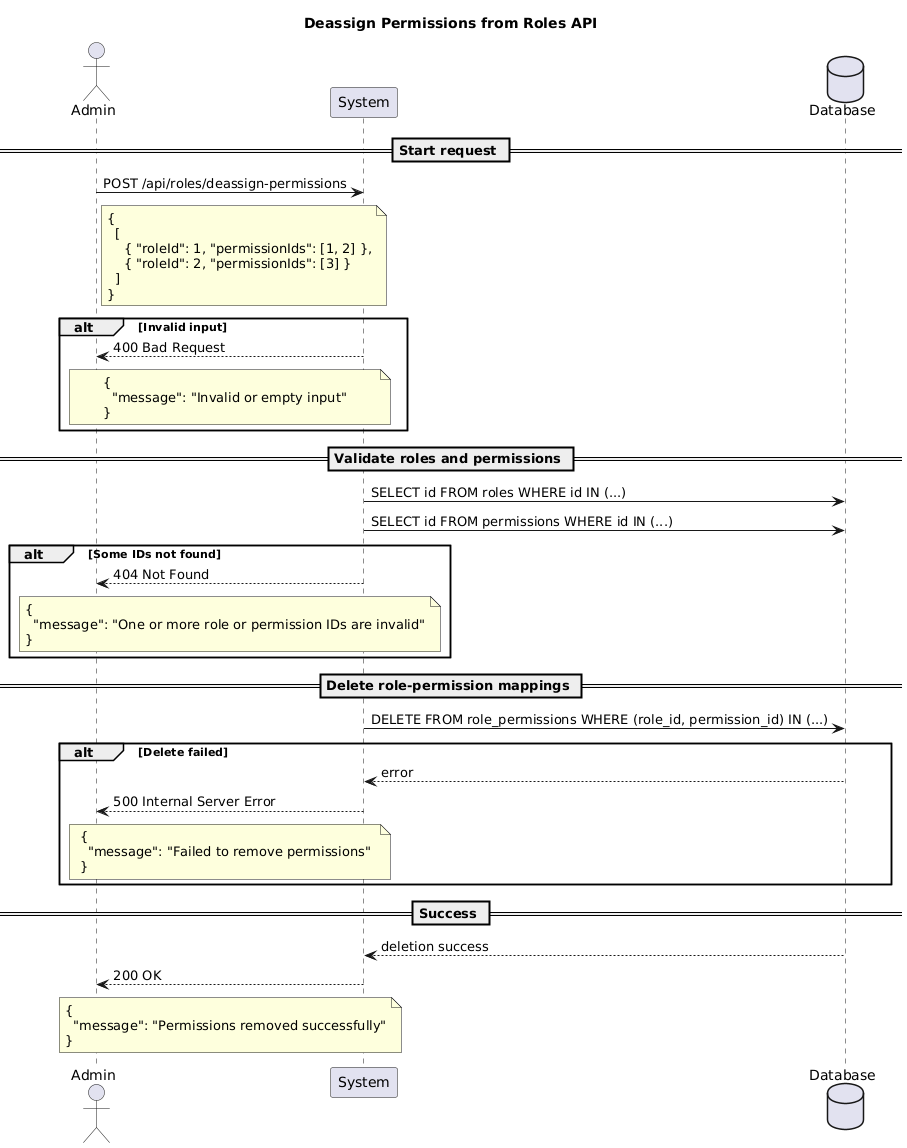 Deassign Permissions from Roles API
Admin
System
Database
Start request
POST /api/roles/deassign-permissions
{
[
{ "roleId": 1, "permissionIds": [1, 2] },
{ "roleId": 2, "permissionIds": [3] }
]
}
alt [Invalid input]
400 Bad Request
{
"message": "Invalid or empty input"
}
Validate roles and permissions
SELECT id FROM roles WHERE id IN (...)
SELECT id FROM permissions WHERE id IN (...)
alt [Some IDs not found]
404 Not Found
{
"message": "One or more role or permission IDs are invalid"
}
Delete role-permission mappings
DELETE FROM role_permissions WHERE (role_id, permission_id) IN (...)
alt [Delete failed]
error
500 Internal Server Error
{
"message": "Failed to remove permissions"
}
Success
deletion success
200 OK
{
"message": "Permissions removed successfully"
}
Admin
System
Database